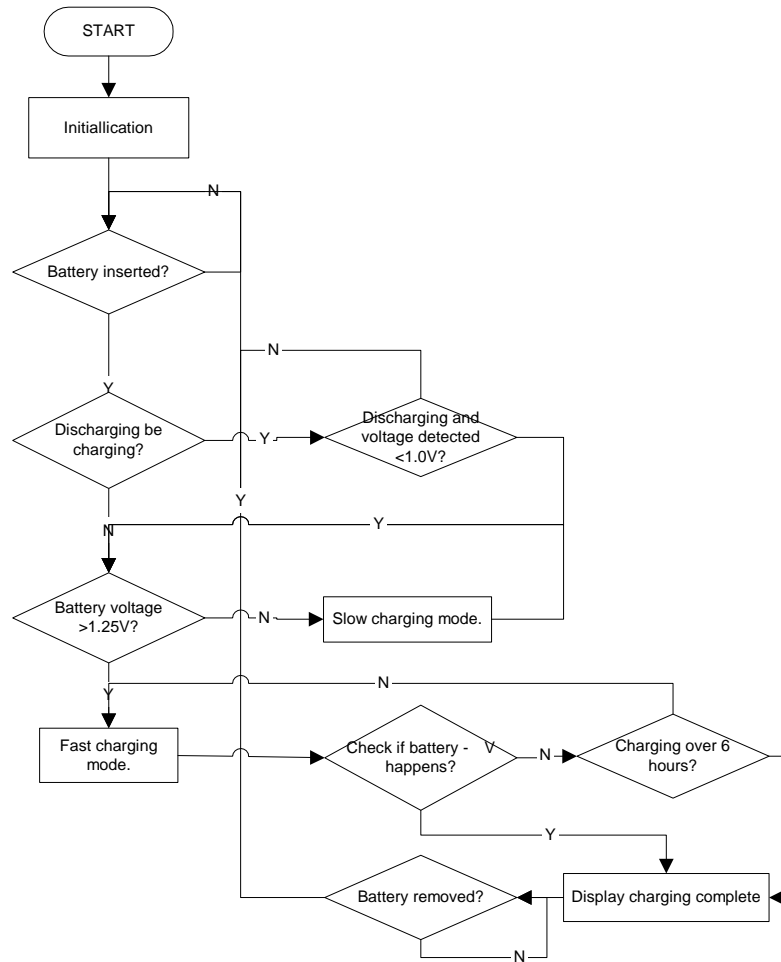 START
Initiallication
N
Battery inserted?
N
Y
Discharging be
charging?
Y
Discharging and
voltage detected
<1.0V?
Y
N
Y
Battery voltage
>1.25V?
N
Slow charging mode.
N
Y
Fast charging
mode.
Check if battery - V
happens?
N
Charging over 6
hours?
Y
Battery removed?
Display charging complete
N